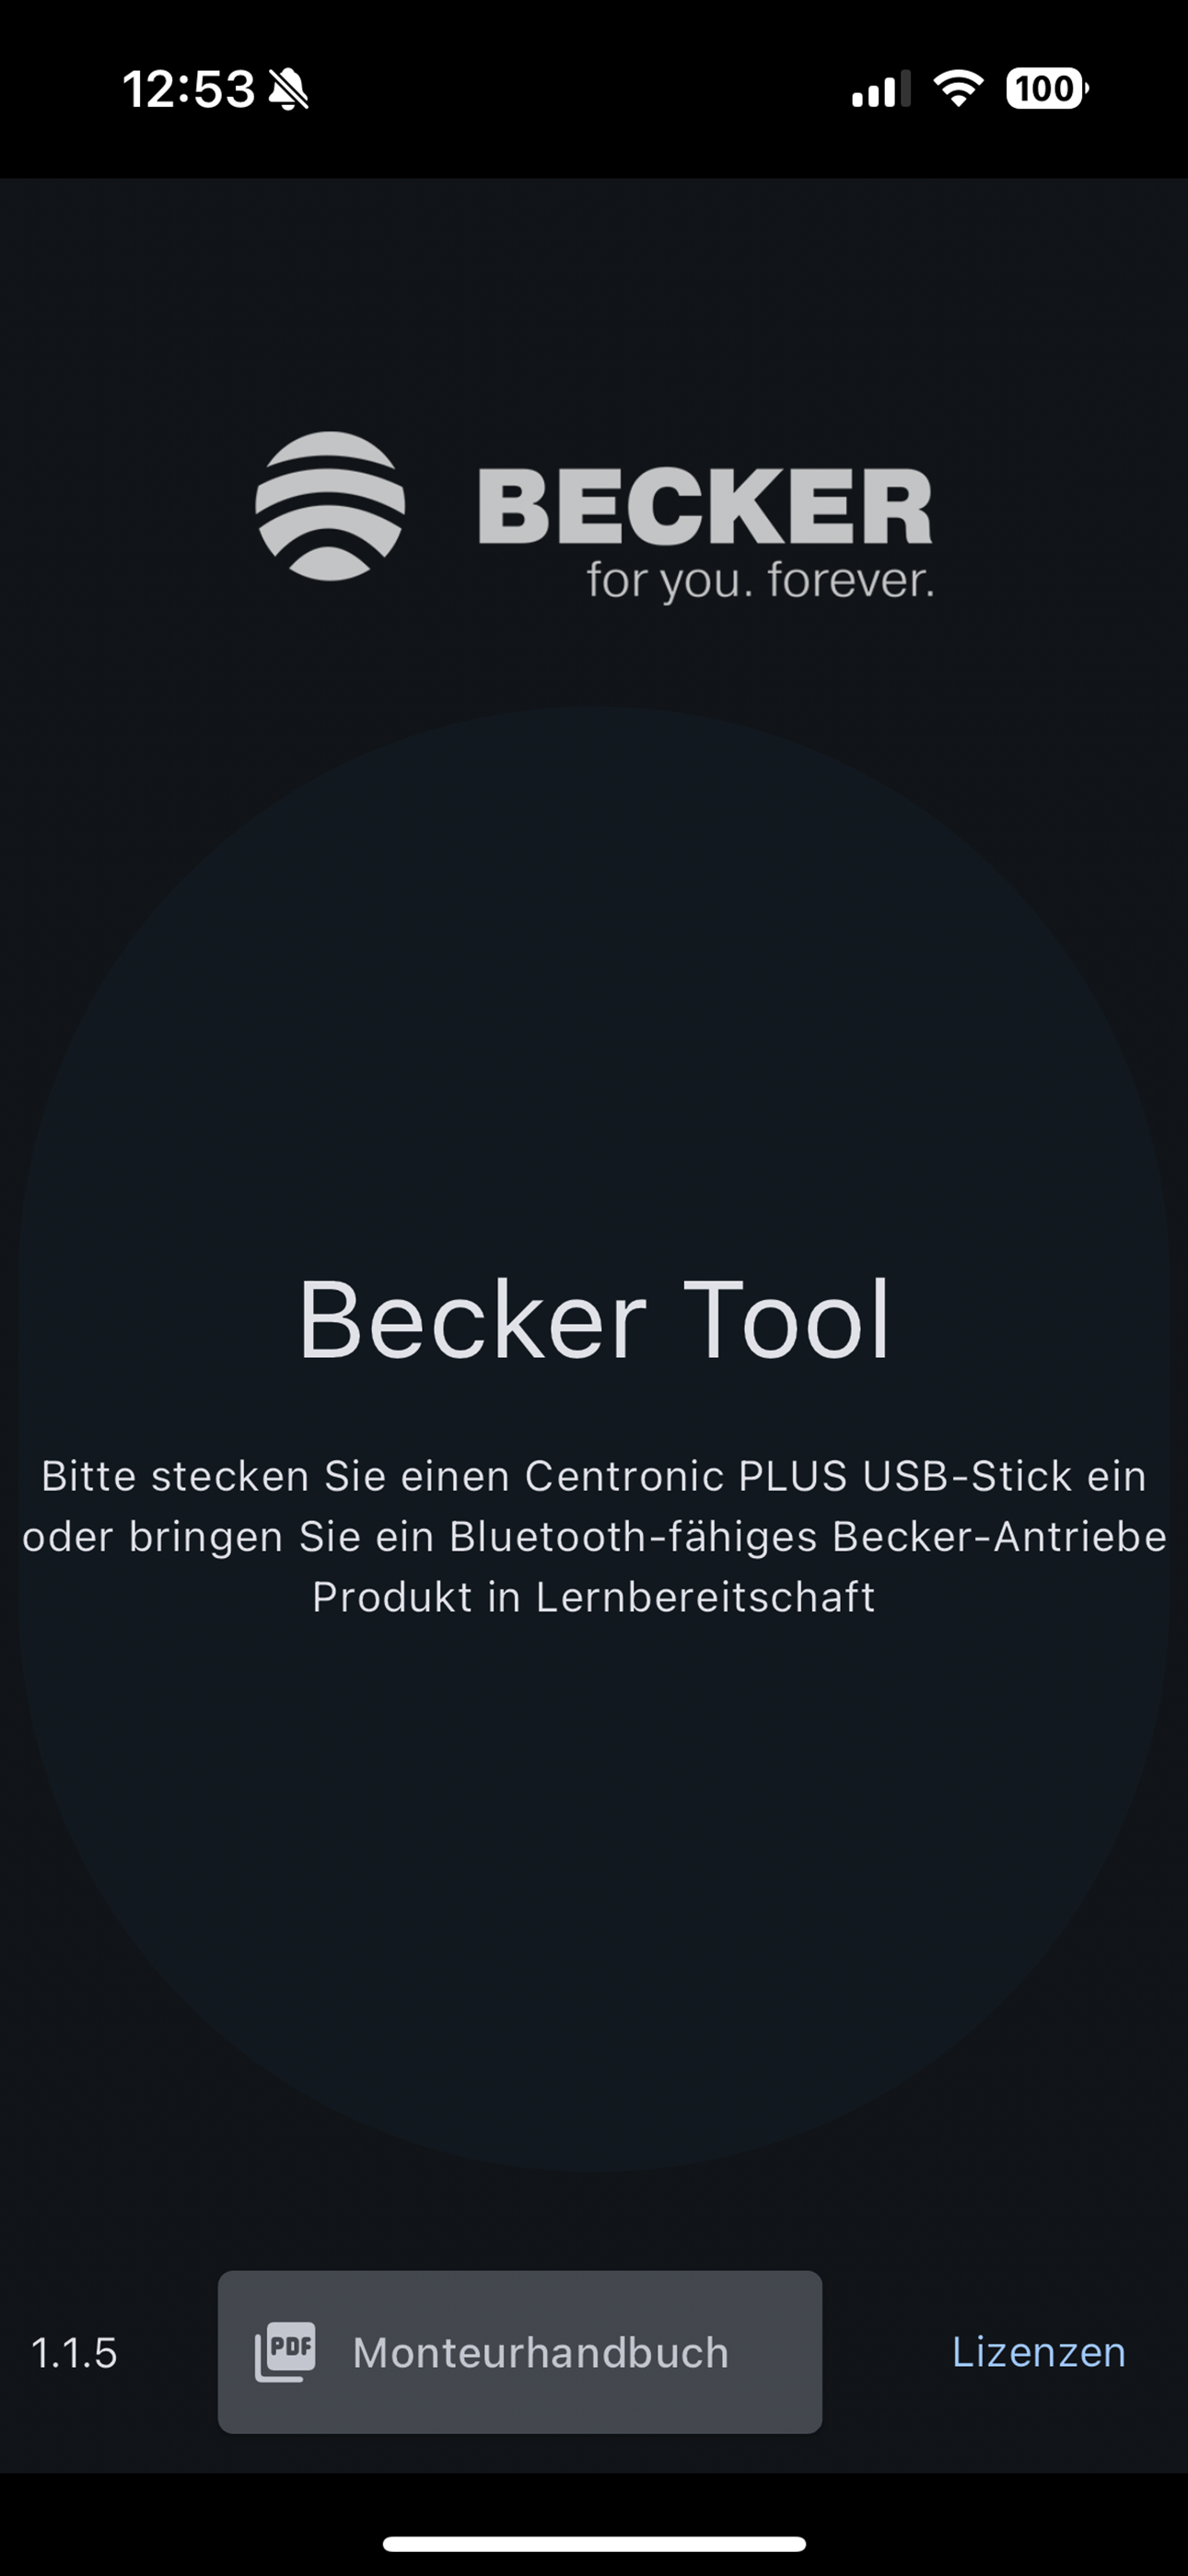 12:53
100
BECKER
for you. forever.
Becker Tool
Bitte stecken Sie einen Centronic PLUS USB-Stick ein
oder bringen Sie ein Bluetooth-fähiges Becker-Antriebe
Produkt in Lernbereitschaft
1.1.5
PDF
Monteurhandbuch
Lizenzen